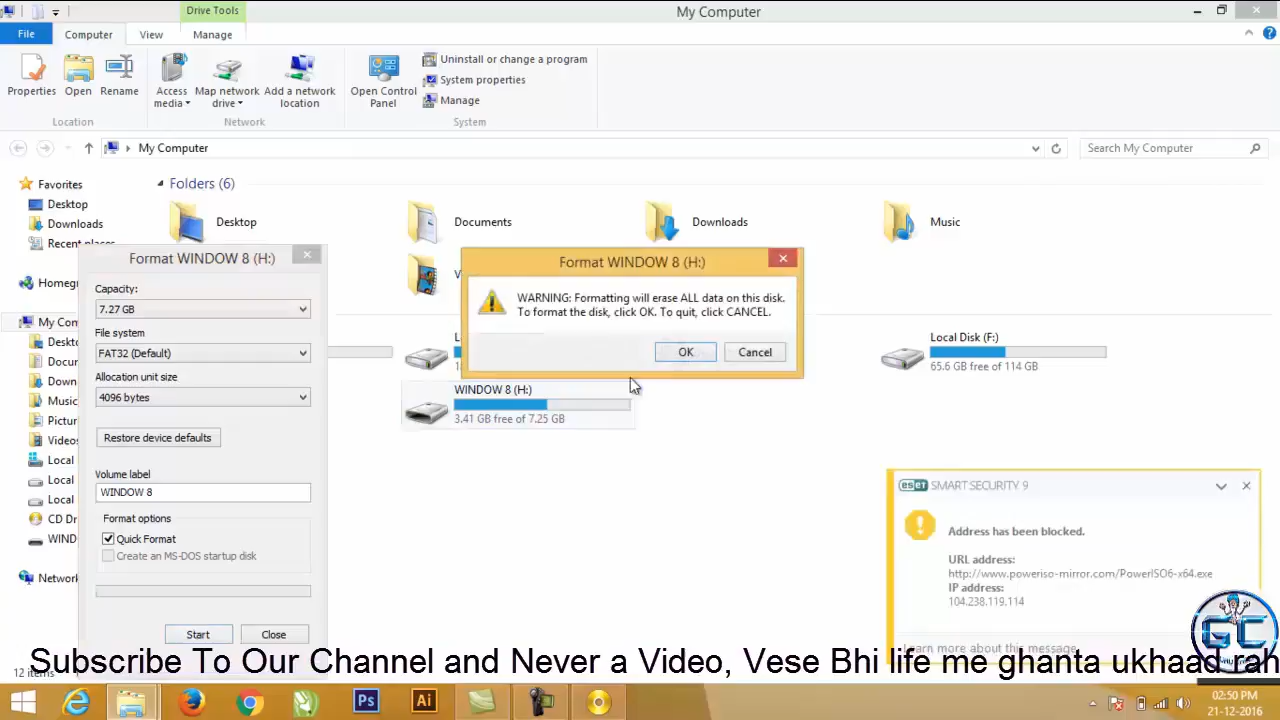 Drive Tools
My Computer
File
Computer
View
Manage
Properties
Open
Rename
Access media
Map network drive
Add a network location
Open Control Panel
Uninstall or change a program
System properties
Manage
Location
Network
System
My Computer
Search My Computer
Favorites
Desktop
Downloads
Recent places
Folders (6)
Desktop
Documents
Downloads
Music
Format WINDOW 8 (H:)
Capacity:
7.27 GB
File system
FAT32 (Default)
Allocation unit size
4096 bytes
Restore device defaults
Volume label
WINDOW 8
Format options
Quick Format
Create an MS-DOS startup disk
Start
Close
Format WINDOW 8 (H:)
WARNING: Formatting will erase ALL data on this disk.
To format the disk, click OK. To quit, click CANCEL.
OK
Cancel
Local Disk (F:)
65.6 GB free of 114 GB
WINDOW 8 (H:)
3.41 GB free of 7.25 GB
Homegr
My Com
Deskto
Docum
Down
Music
Pictur
Videos
Local
Local
Local
CD Dr
WIND
Network
eset SMART SECURITY 9
Address has been blocked.
URL address:
http://www.poweriso-mirror.com/PowerISO6-x64.exe
IP address:
104.238.119.114
Learn more about this message
GC
12 items
Subscribe To Our Channel and Never a Video, Vese Bhi life me ghanta ukhaad rah
Ps
Ai
02:50 PM
21-12-2016